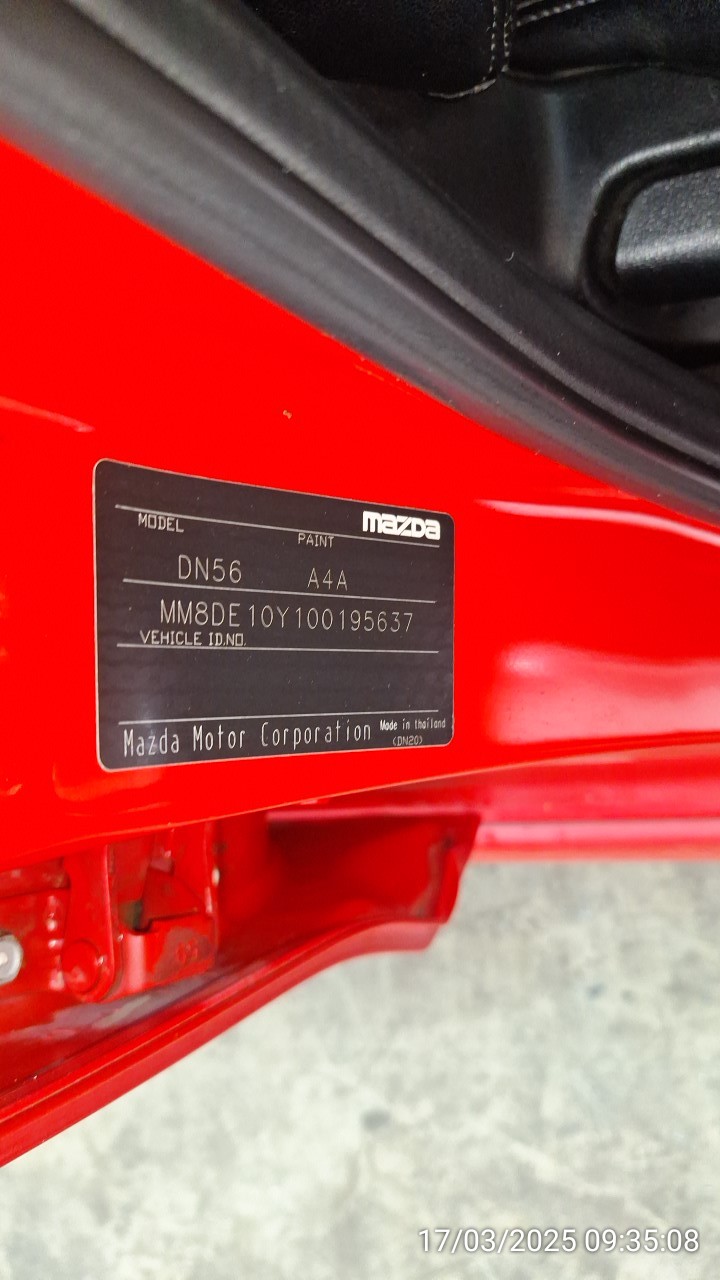 mazda
MODEL PAINT
DN56 A4A
MM8DE10Y100195637
VEHICLE ID.NO.
Mazda Motor Corporation Made in thailand
(DN20)
17/03/2025 09:35:08